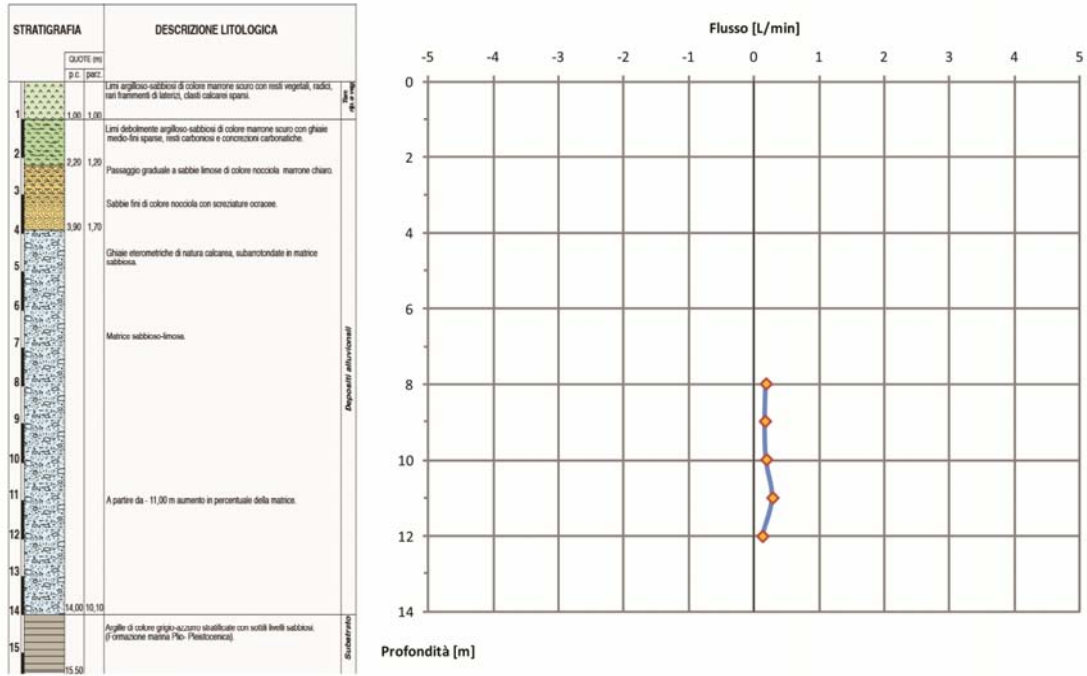 STRATIGRAFIA
DESCRIZIONE LITOLOGICA
QUOTE (m)
p.c. parz.
Limi argilloso-sabbiosi di colore marrone scuro con resti vegetali, radici,
rari frammenti di laterizi, clasti calcarei sparsi.
1
1,00 1,00
Limi debolmente argilloso-sabbiosi di colore marrone scuro con ghiaie
medio-fini sparse, resti carboniosi e concrezioni carbonatiche.
2
2,20 1,20
Passaggio graduale a sabbie limose di colore nocciola marrone chiaro.
3
Sabbie fini di colore nocciola con screziature ocracee.
4
3,90 1,70
Ghiaie eterometriche di natura calcarea, subarrotondate in matrice
sabbiosa.
5
6
Matrice sabbioso-limosa.
7
8
Depositi alluvionali
9
10
11
A partire da - 11,00 m aumento in percentuale della matrice.
12
13
14
14,00 10,10
Argille di colore grigio-azzurro stratificate con sottili livelli sabbiosi.
(Formazione marina Plio- Pleistocenica).
15
15.50
Substrato
Flusso [L/min]
-5 -4 -3 -2 -1 0 1 2 3 4 5
0
2
4
6
8
10
12
14
Profondità [m]